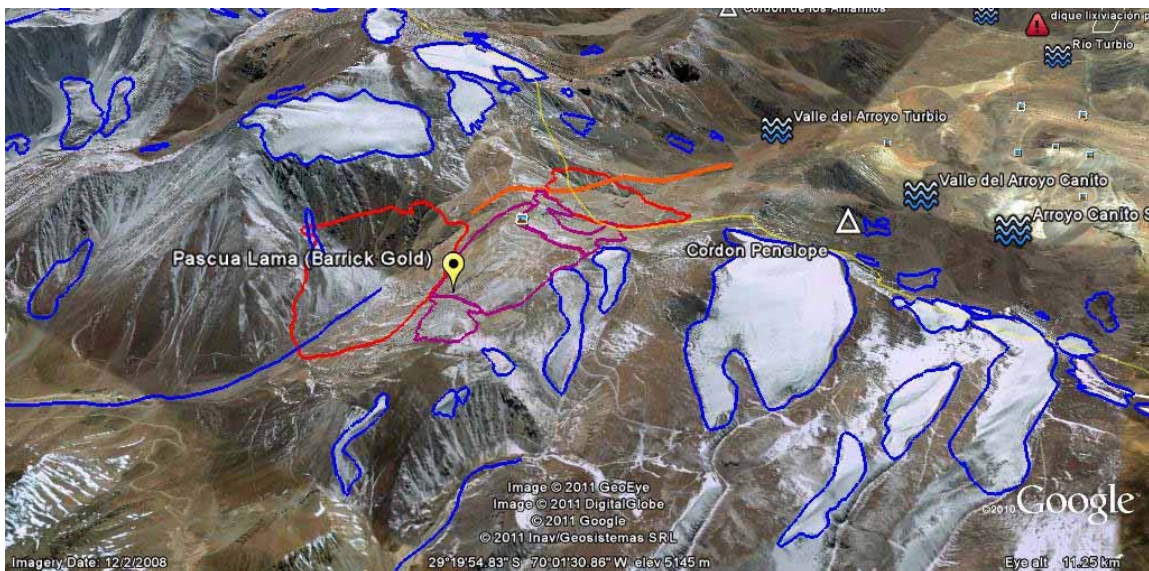 Cordon de los Amarillos
dique lixiviación p
Rio Turbio
Valle del Arroyo Turbio
Valle del Arroyo Canito
Arroyo Canito S
Pascua Lama (Barrick Gold)
Cordon Penelope
Image © 2011 GeoEye
Image © 2011 DigitalGlobe
© 2011 Google
© 2011 Inav/Geosistemas SRL
©2010 Google
Imagery Date: 12/2/2008
29°19'54.83" S 70°01'30.86" W elev 5145 m
Eye alt 11.25 km